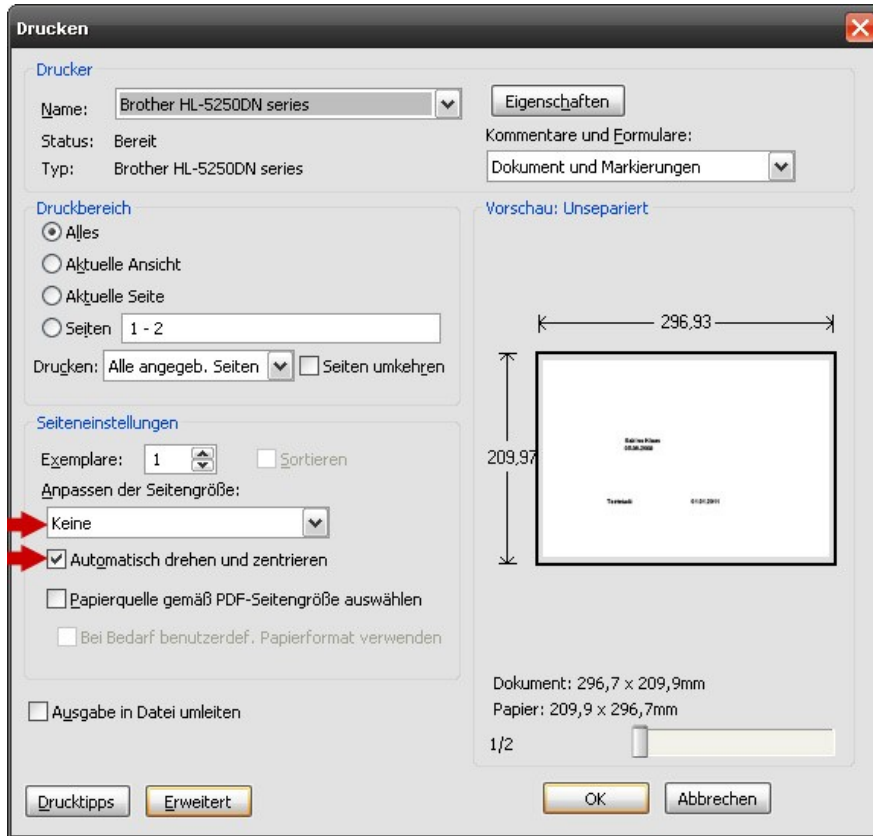 Drucken
Drucker
Name: Brother HL-5250DN series
Eigenschaften
Status: Bereit
Kommentare und Formulare:
Typ: Brother HL-5250DN series
Dokument und Markierungen
Druckbereich
Alles
Aktuelle Ansicht
Aktuelle Seite
Seiten 1 - 2
Drucken: Alle angegeb. Seiten Seiten umkehren
Seiteneinstellungen
Exemplare: 1 Sortieren
Anpassen der Seitengröße:
Keine
Automatisch drehen und zentrieren
Papierquelle gemäß PDF-Seitengröße auswählen
Bei Bedarf benutzerdef. Papierformat verwenden
Ausgabe in Datei umleiten
Drucktipps Erweitert
Vorschau: Unsepariert
296,93
209,97
01.01.2011
Dokument: 296,7 x 209,9mm
Papier: 209,9 x 296,7mm
1/2
OK Abbrechen